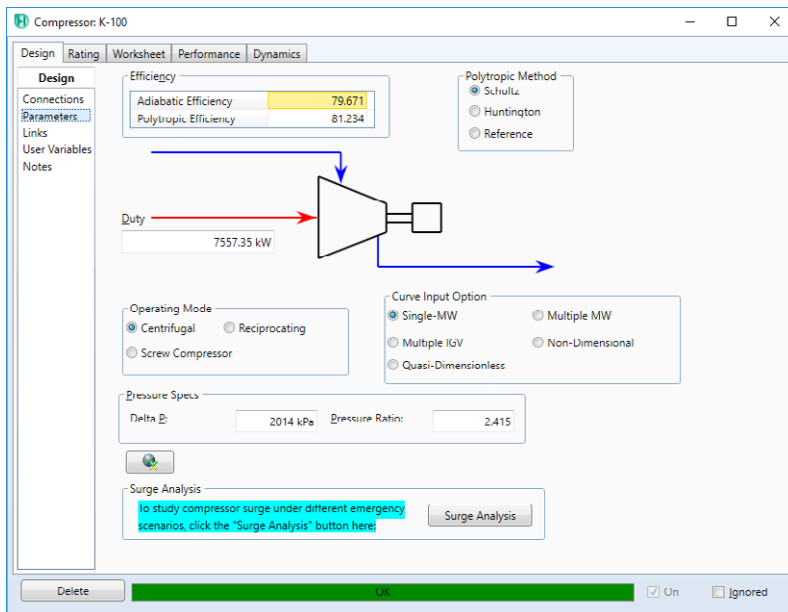 Compressor: K-100
Design Rating Worksheet Performance Dynamics
Design
Connections
Parameters
Links
User Variables
Notes
Efficiency
Adiabatic Efficiency 79.671
Polytropic Efficiency 81.234
Polytropic Method
Schultz
Huntington
Reference
Duty
7557.35 kW
Operating Mode
Centrifugal Reciprocating
Screw Compressor
Curve Input Option
Single-MW Multiple MW
Multiple IGV Non-Dimensional
Quasi-Dimensionless
Pressure Specs
Delta P: 2014 kPa Pressure Ratio: 2.415
Surge Analysis
To study compressor surge under different emergency
scenarios, click the "Surge Analysis" button here:
Surge Analysis
Delete OK On Ignored